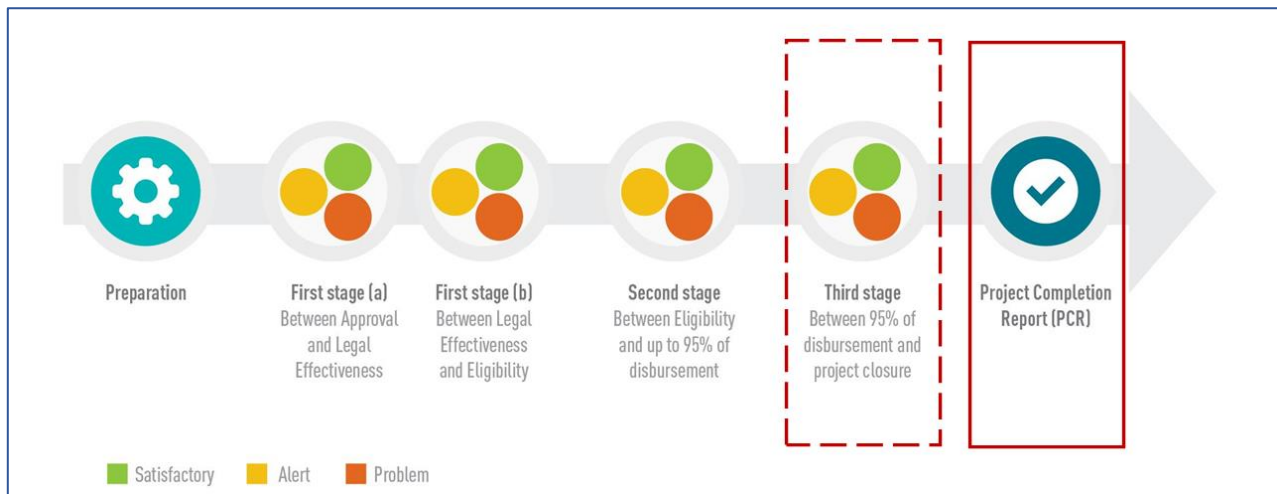 Preparation
First stage (a)
Between Approval
and Legal
Effectiveness
First stage (b)
Between Legal
Effectiveness
and Eligibility
Second stage
Between Eligibility
and up to 95% of
disbursement
Third stage
Between 95% of
disbursement and
project closure
Project Completion
Report (PCR)
Satisfactory
Alert
Problem